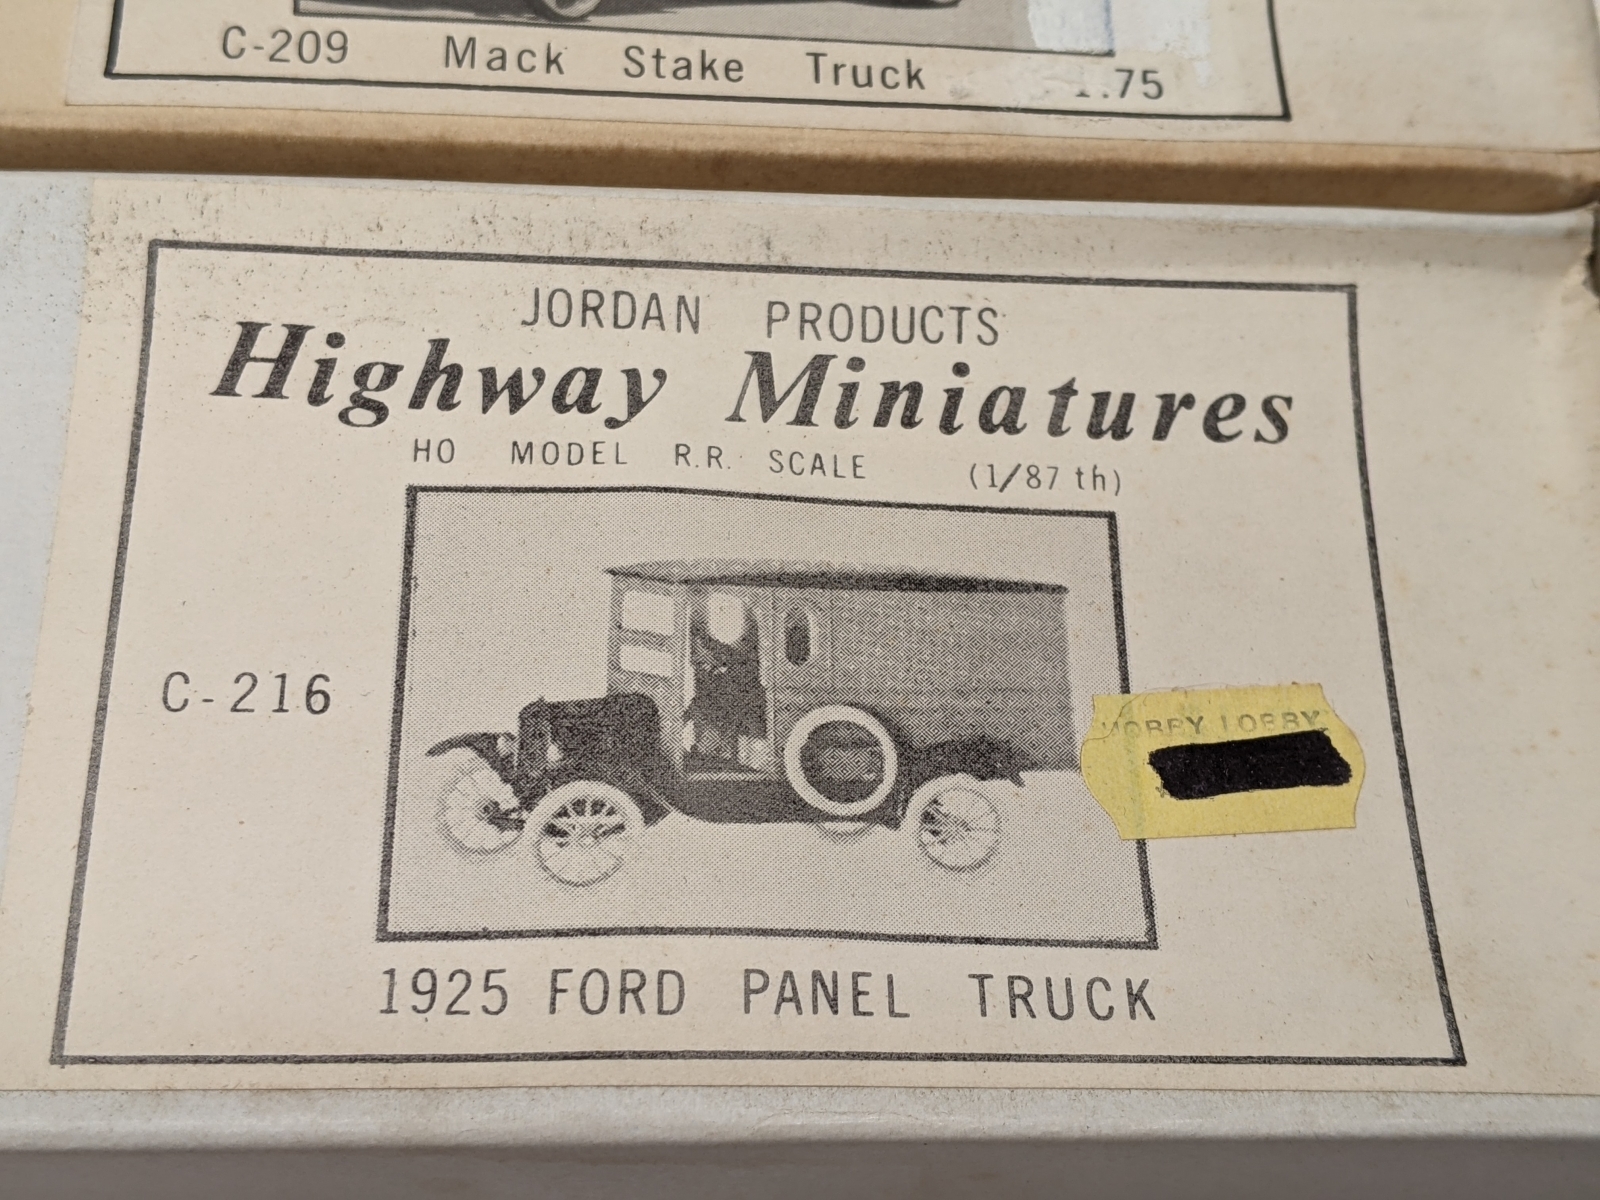 C-209 Mack Stake Truck .75
JORDAN PRODUCTS
Highway Miniatures
HO MODEL R.R. SCALE (1/87 th)
C-216
HOBBY LOBBY
1925 FORD PANEL TRUCK